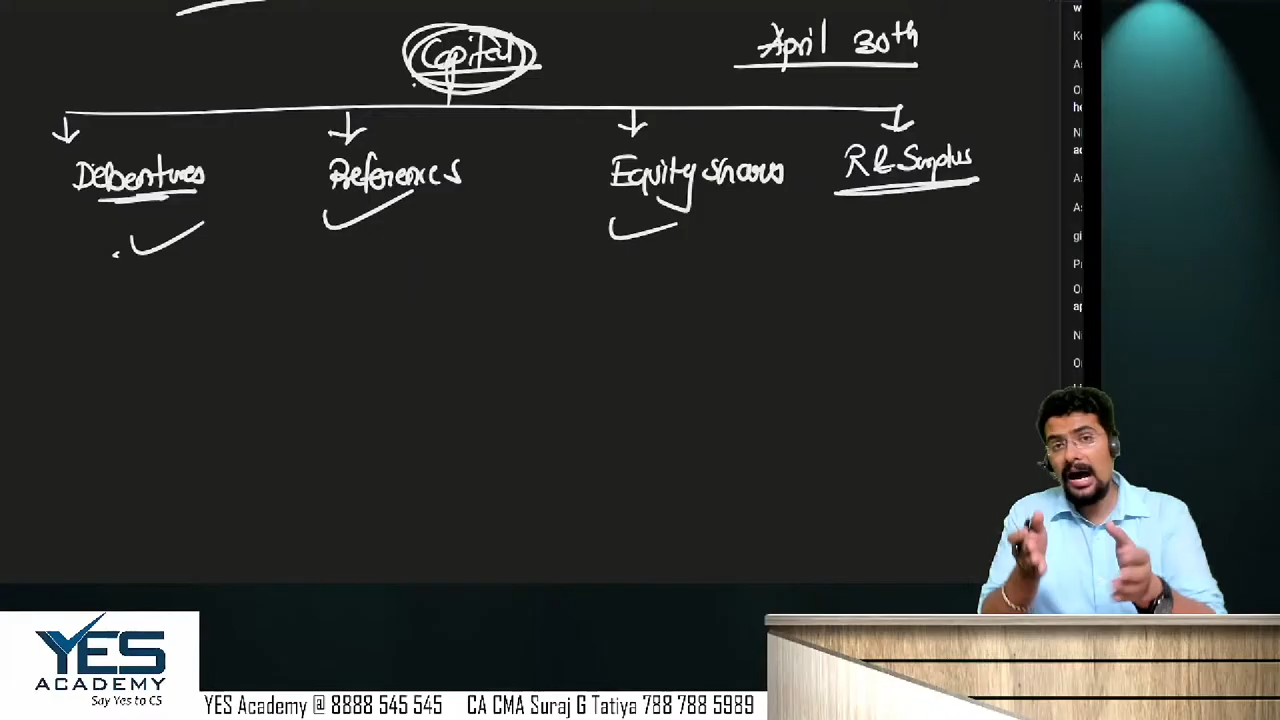 Capital
April 30th
Debentures
Preferences
Equity shares
R&Surplus
YES
ACADEMY
Say Yes to CS
YES Academy @ 8888 545 545 CA CMA Suraj G Tatiya 788 788 5989